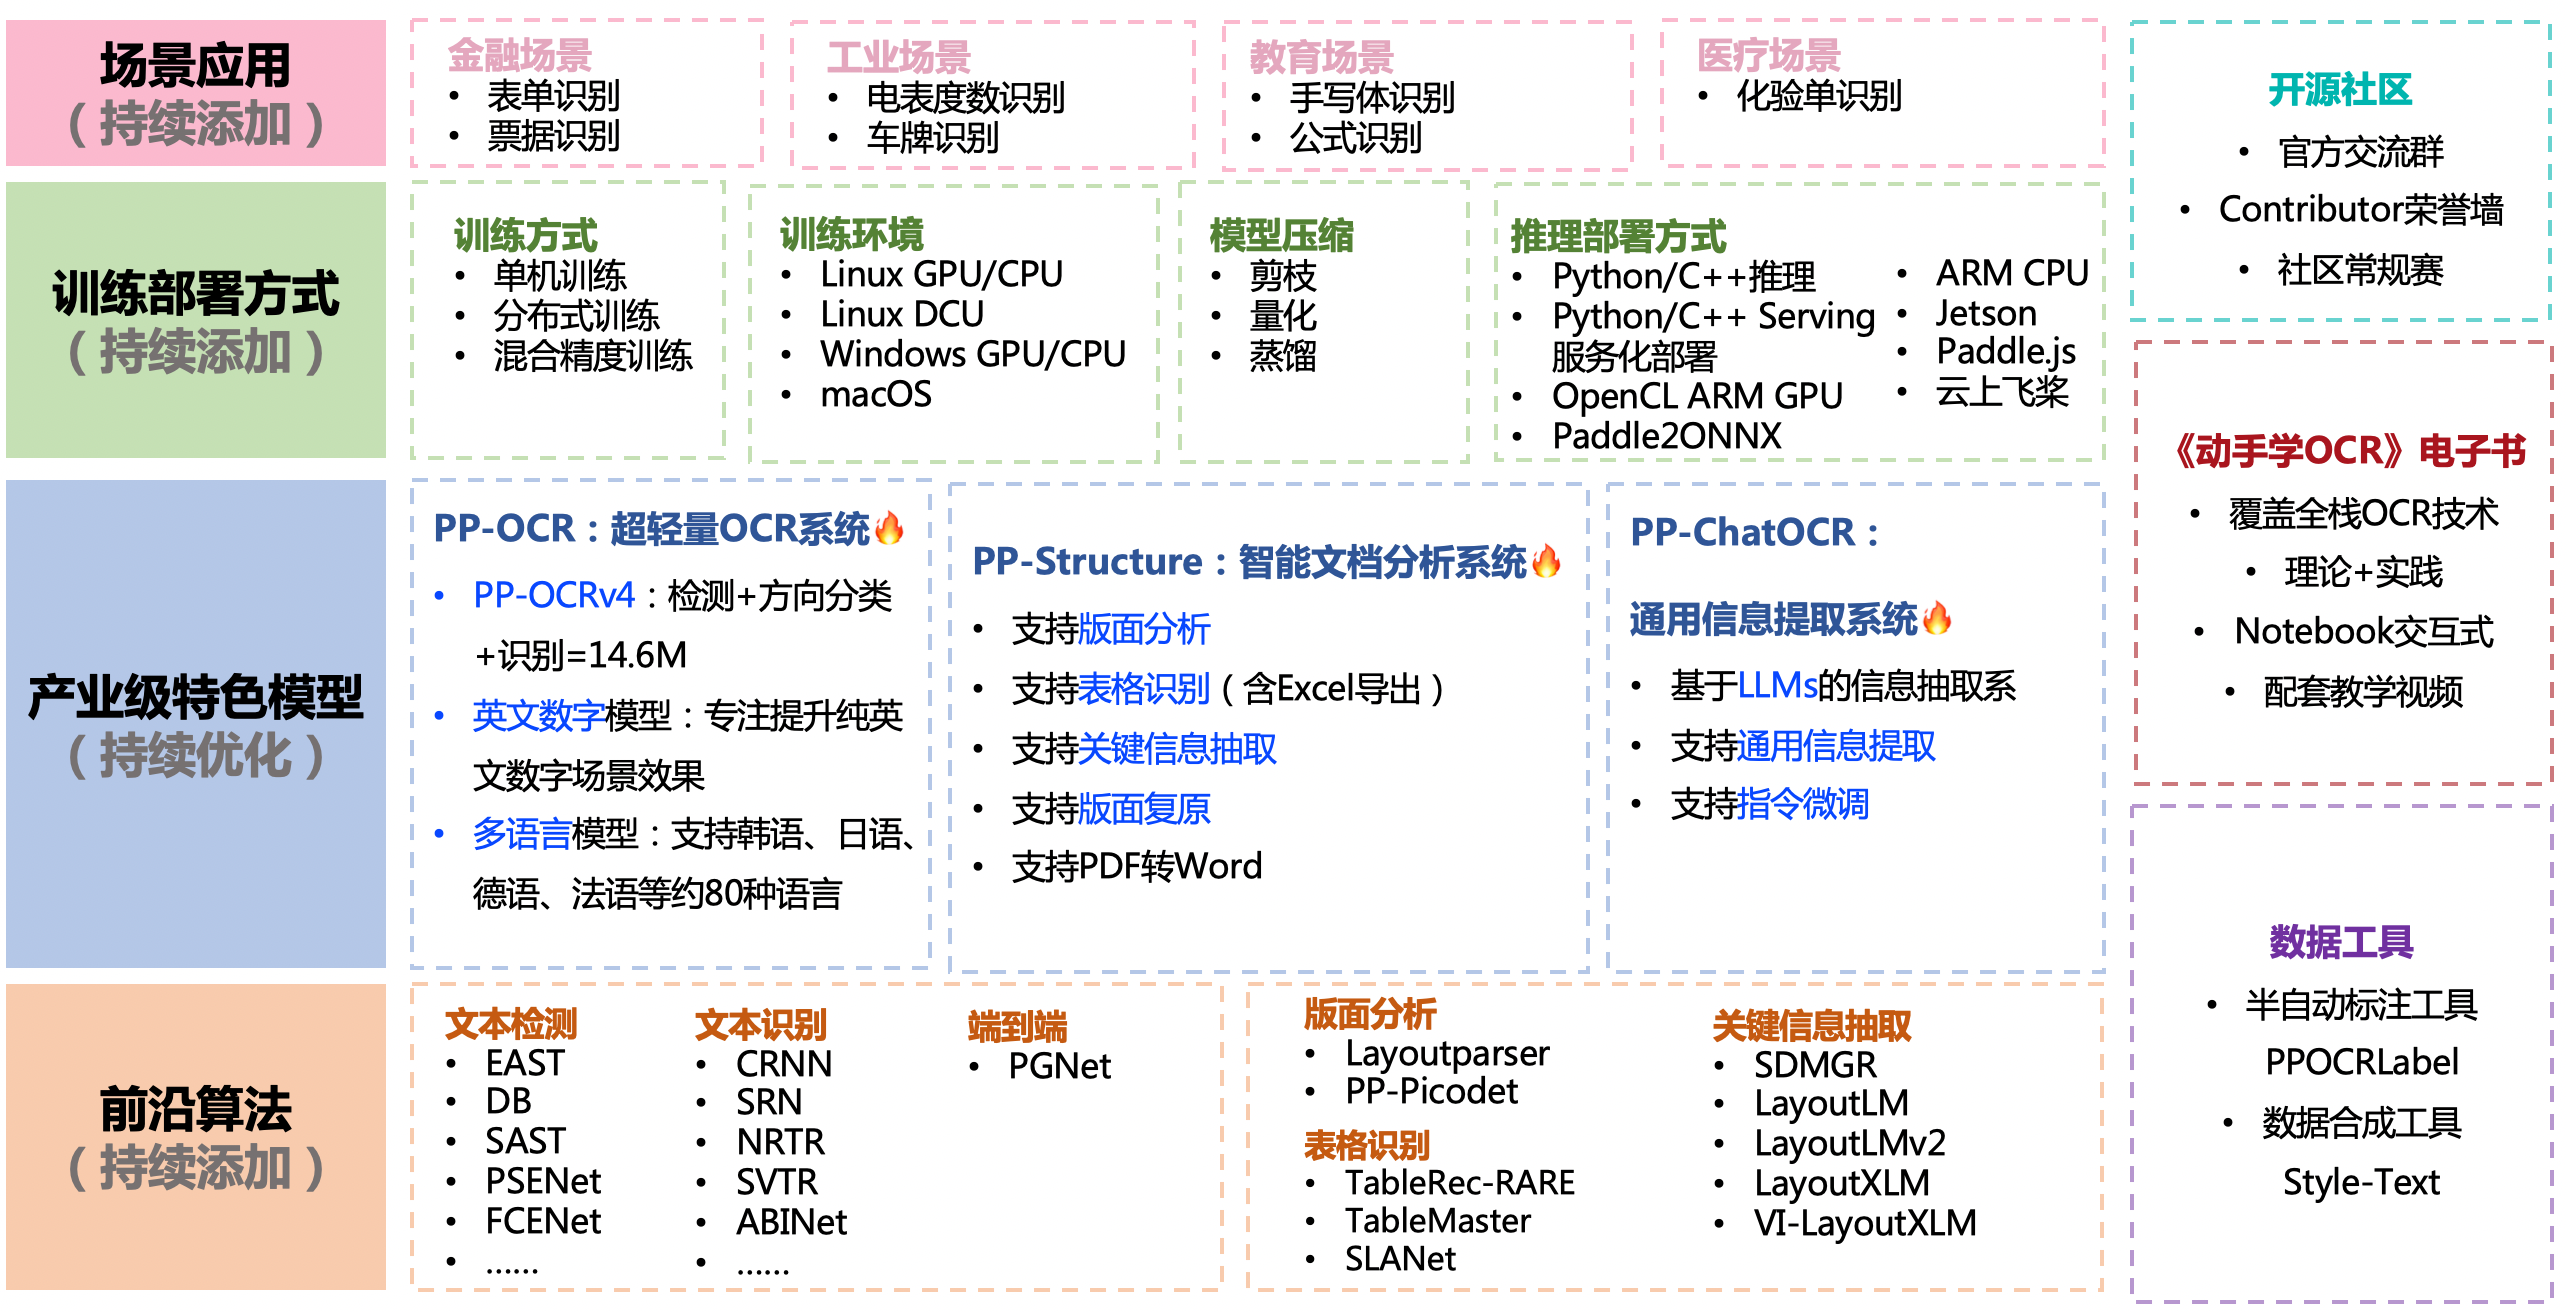 场景应用
（持续添加）
金融场景
• 表单识别
• 票据识别
工业场景
• 电表度数识别
• 车牌识别
教育场景
• 手写体识别
• 公式识别
医疗场景
• 化验单识别
训练部署方式
（持续添加）
训练方式
• 单机训练
• 分布式训练
• 混合精度训练
训练环境
• Linux GPU/CPU
• Linux DCU
• Windows GPU/CPU
• macOS
模型压缩
• 剪枝
• 量化
• 蒸馏
推理部署方式
• Python/C++推理
• Python/C++ Serving
服务化部署
• OpenCL ARM GPU
• Paddle2ONNX
• ARM CPU
• Jetson
• Paddle.js
• 云上飞桨
产业级特色模型
（持续优化）
PP-OCR：超轻量OCR系统🔥
• PP-OCRv4：检测+方向分类
+识别=14.6M
• 英文数字模型：专注提升纯英
文数字场景效果
• 多语言模型：支持韩语、日语、
德语、法语等约80种语言
PP-Structure：智能文档分析系统🔥
• 支持版面分析
• 支持表格识别（含Excel导出）
• 支持关键信息抽取
• 支持版面复原
• 支持PDF转Word
PP-ChatOCR：
通用信息提取系统🔥
• 基于LLMs的信息抽取系
• 支持通用信息提取
• 支持指令微调
前沿算法
（持续添加）
文本检测
• EAST
• DB
• SAST
• PSENet
• FCENet
• ......
文本识别
• CRNN
• SRN
• NRTR
• SVTR
• ABINet
• ......
端到端
• PGNet
版面分析
• Layoutparser
• PP-Picodet
表格识别
• TableRec-RARE
• TableMaster
• SLANet
关键信息抽取
• SDMGR
• LayoutLM
• LayoutLMv2
• LayoutXLM
• VI-LayoutXLM
开源社区
• 官方交流群
• Contributor荣誉墙
• 社区常规赛
《动手学OCR》电子书
• 覆盖全栈OCR技术
• 理论+实践
• Notebook交互式
• 配套教学视频
数据工具
• 半自动标注工具
PPOCRLabel
• 数据合成工具
Style-Text